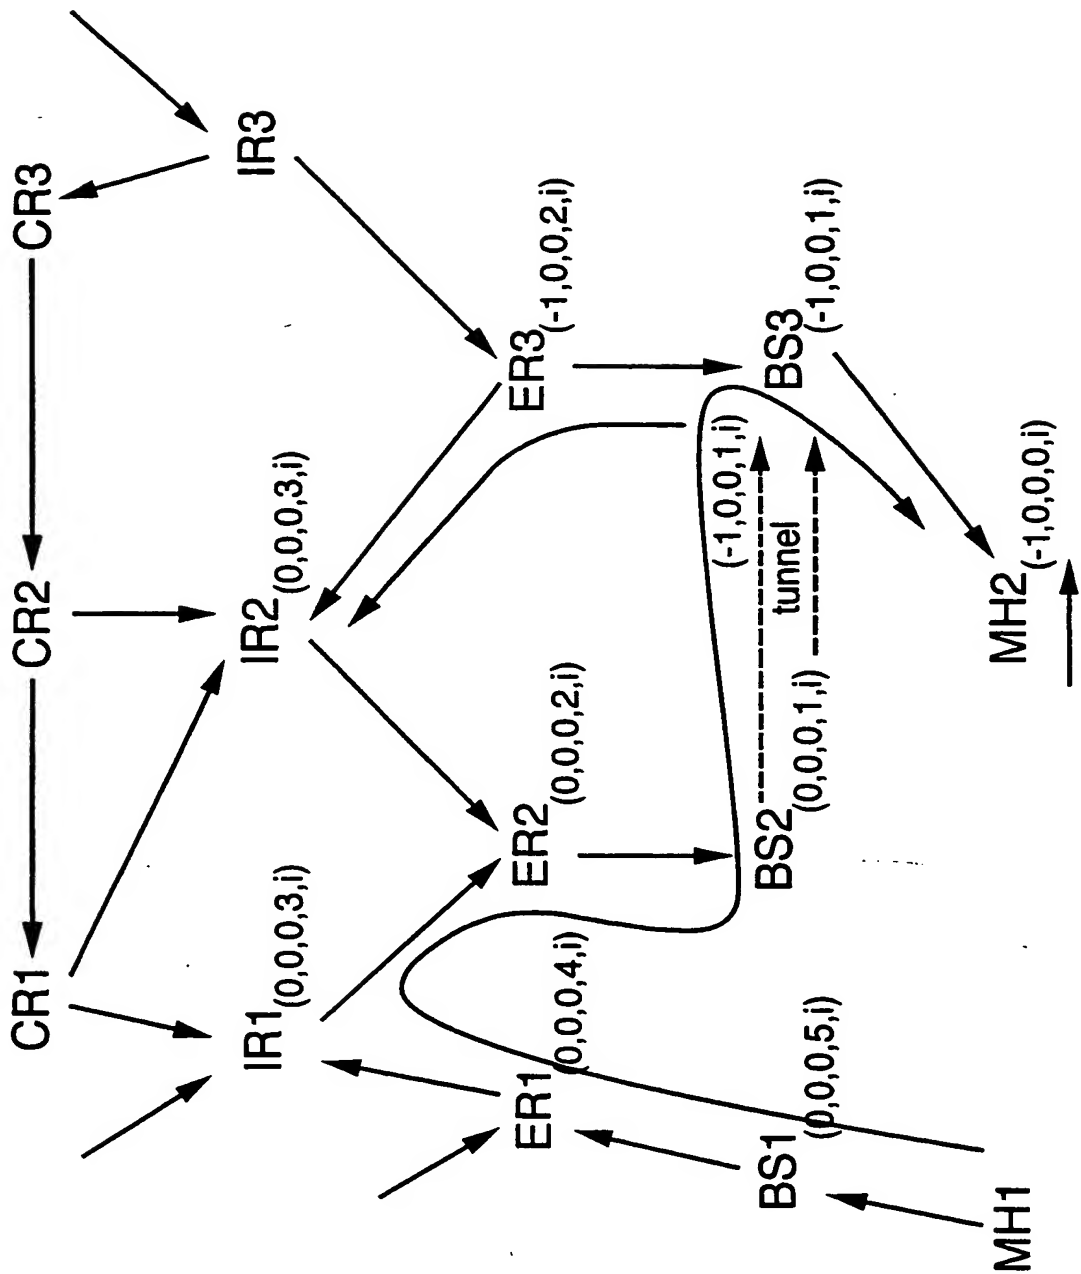 CR1 CR2 CR3
IR1 (0,0,0,3,i) IR2 (0,0,0,3,i) IR3
ER1 (0,0,0,4,i) ER2 (0,0,0,2,i) ER3 (-1,0,0,2,i)
(-1,0,0,1,i)
BS1 (0,0,0,5,i) BS2 (0,0,0,1,i) tunnel BS3 (-1,0,0,1,i)
MH1 MH2 (-1,0,0,0,i)